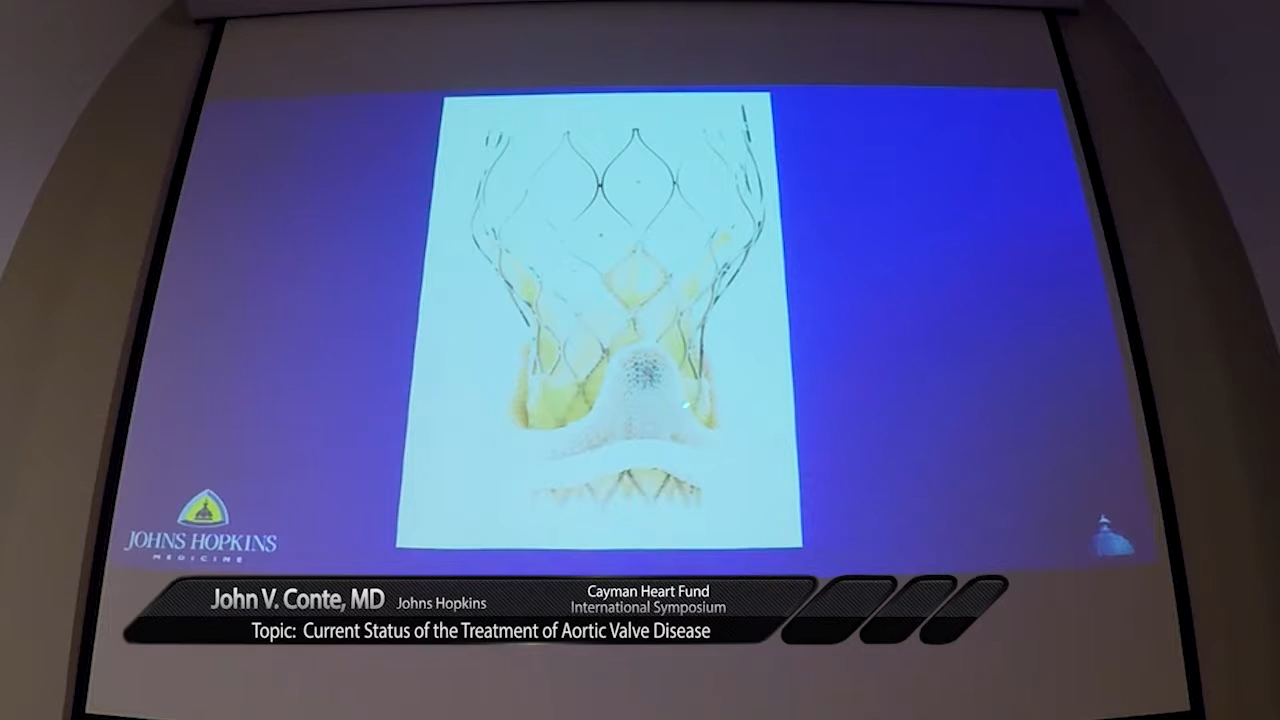 JOHNS HOPKINS
MEDICINE
John V. Conte, MD Johns Hopkins
Cayman Heart Fund
International Symposium
Topic: Current Status of the Treatment of Aortic Valve Disease